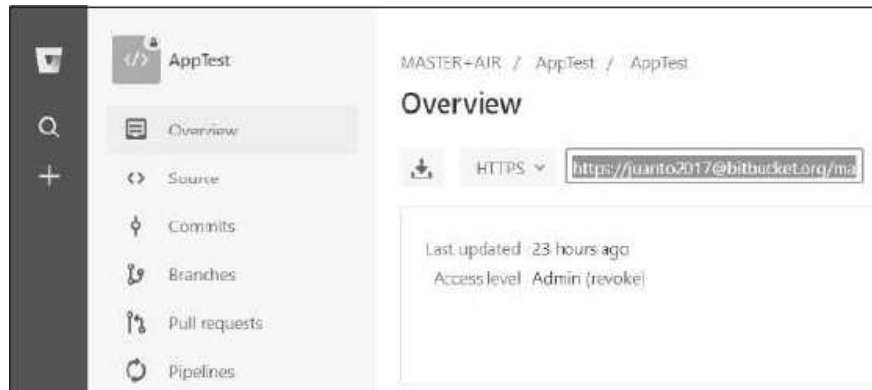 </>
AppTest
Overview
Source
Commits
Branches
Pull requests
Pipelines
MASTER+AIR / AppTest / AppTest
Overview
HTTPS
https://juanto2017@bitbucket.org/ma
Last updated 23 hours ago
Access level Admin (revoke)